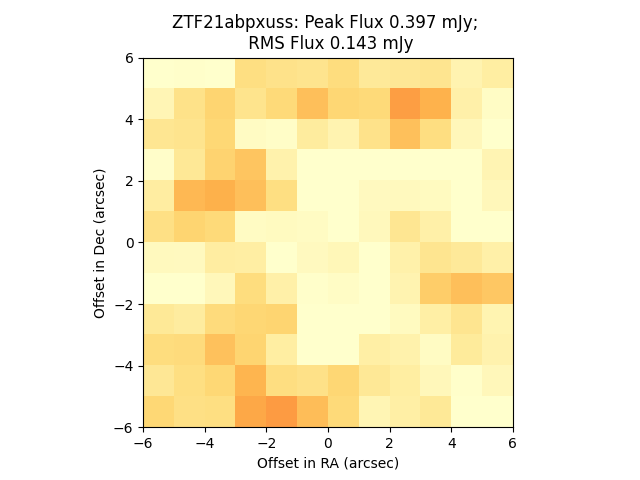 ZTF21abpxuss: Peak Flux 0.397 mJy;
RMS Flux 0.143 mJy
6
4
2
0
−2
−4
−6
Offset in Dec (arcsec)
−6 −4 −2 0 2 4 6
Offset in RA (arcsec)